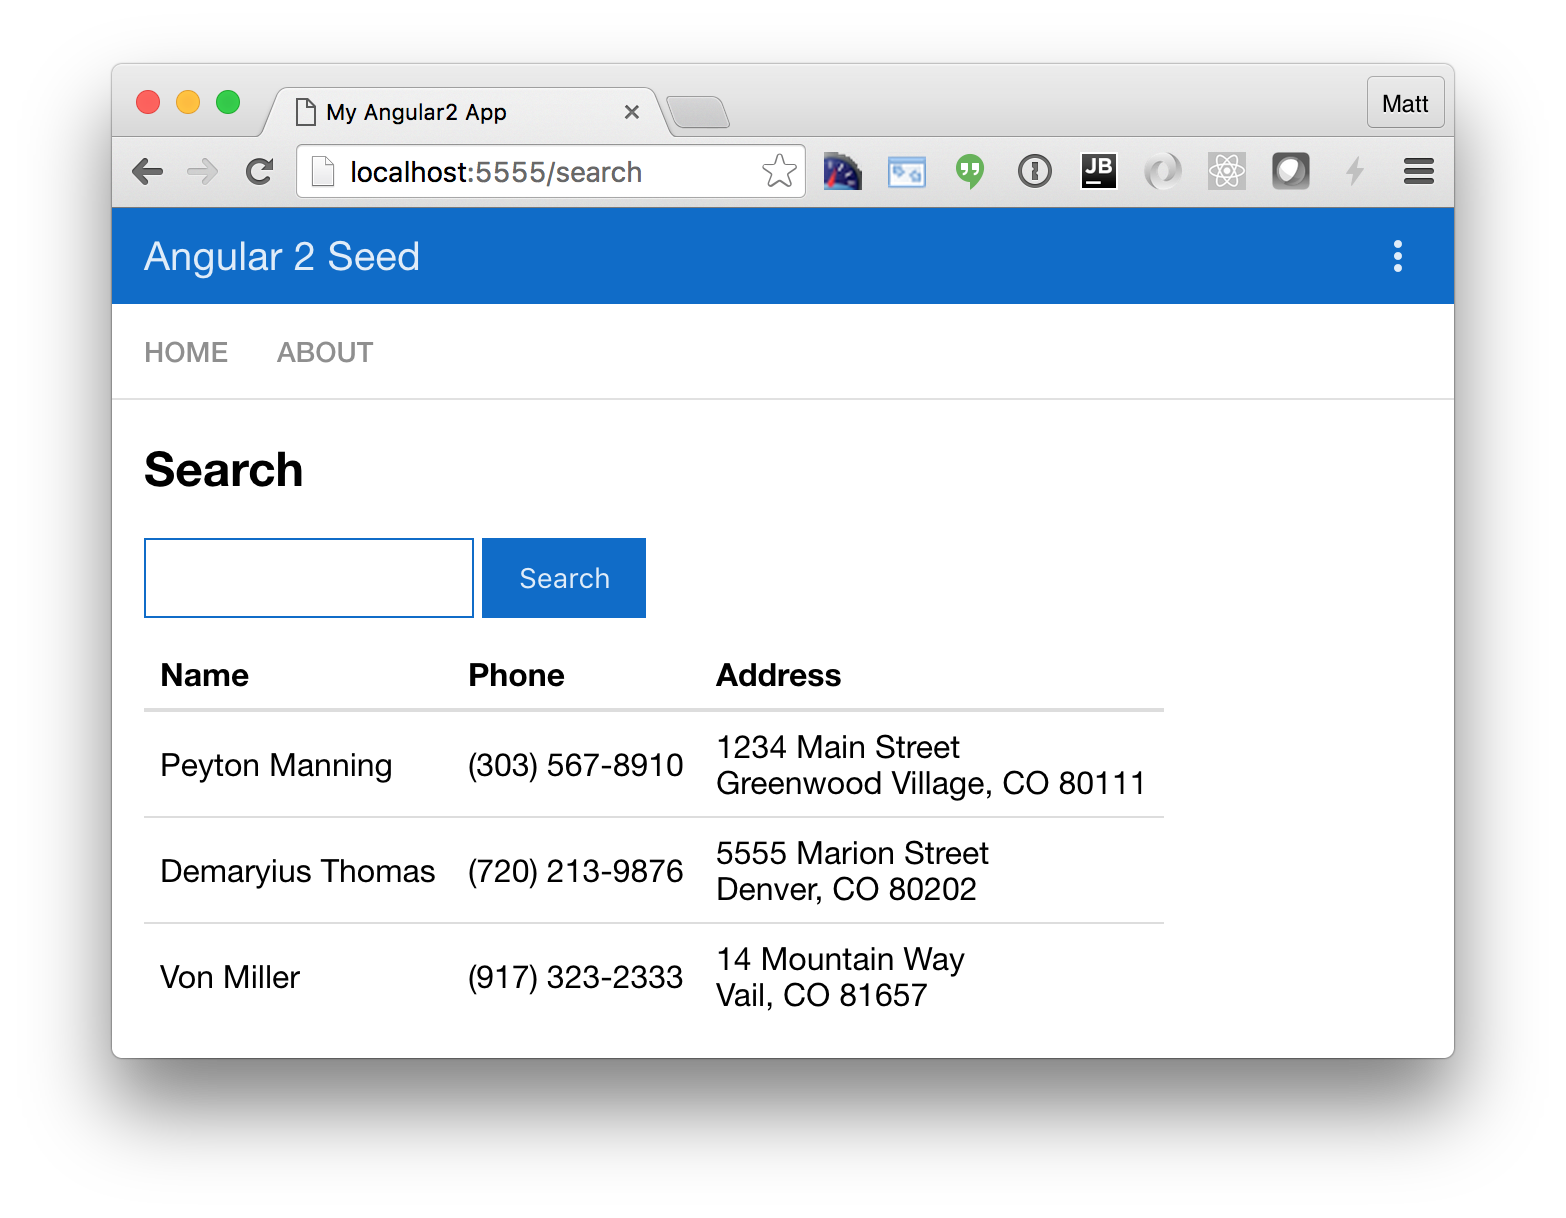 My Angular2 App
Matt
localhost:5555/search
JB
Angular 2 Seed
HOME ABOUT
Search
Search
Name Phone Address
Peyton Manning (303) 567-8910 1234 Main Street
Greenwood Village, CO 80111
Demaryius Thomas (720) 213-9876 5555 Marion Street
Denver, CO 80202
Von Miller (917) 323-2333 14 Mountain Way
Vail, CO 81657